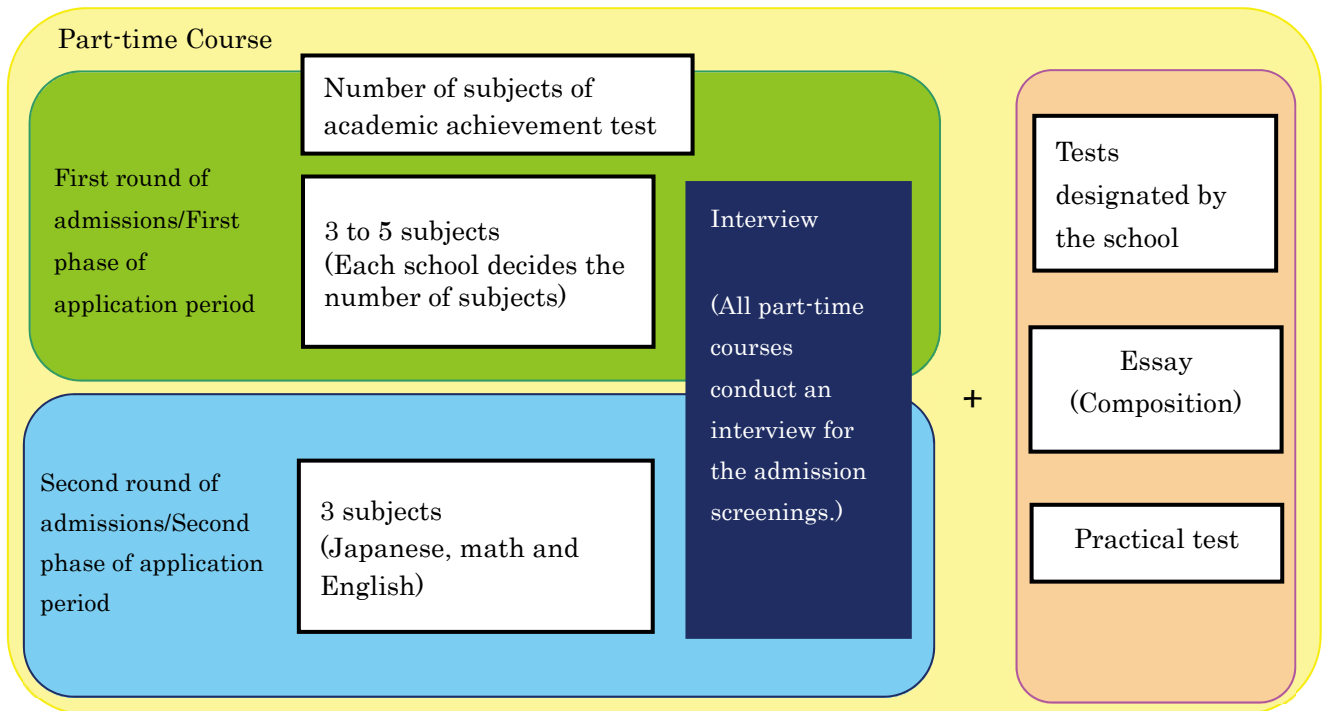 Part-time Course
Number of subjects of
academic achievement test
First round of
admissions/First
phase of
application period
3 to 5 subjects
(Each school decides the
number of subjects)
Interview
(All part-time
courses
conduct an
interview for
the admission
screenings.)
Second round of
admissions/Second
phase of application
period
3 subjects
(Japanese, math and
English)
+
Tests
designated by
the school
Essay
(Composition)
Practical test